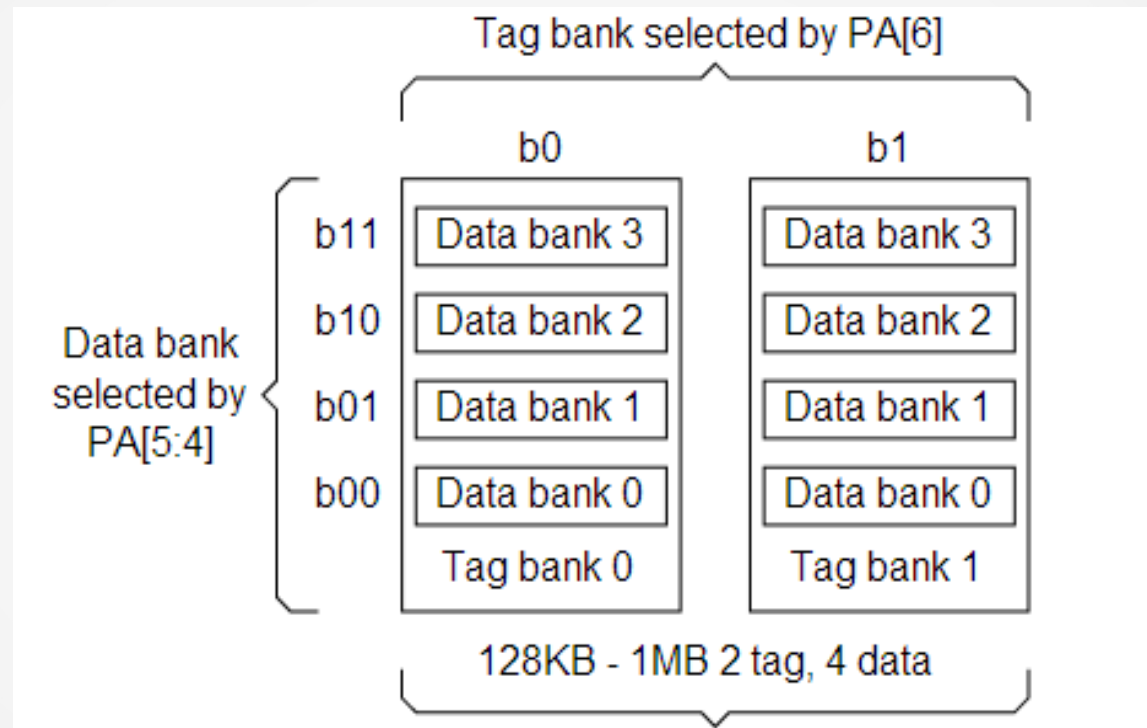 Tag bank selected by PA[6]
b0 b1
b11 Data bank 3 Data bank 3
b10 Data bank 2 Data bank 2
Data bank
selected by
PA[5:4]
b01 Data bank 1 Data bank 1
b00 Data bank 0 Data bank 0
Tag bank 0 Tag bank 1
128KB - 1MB 2 tag, 4 data